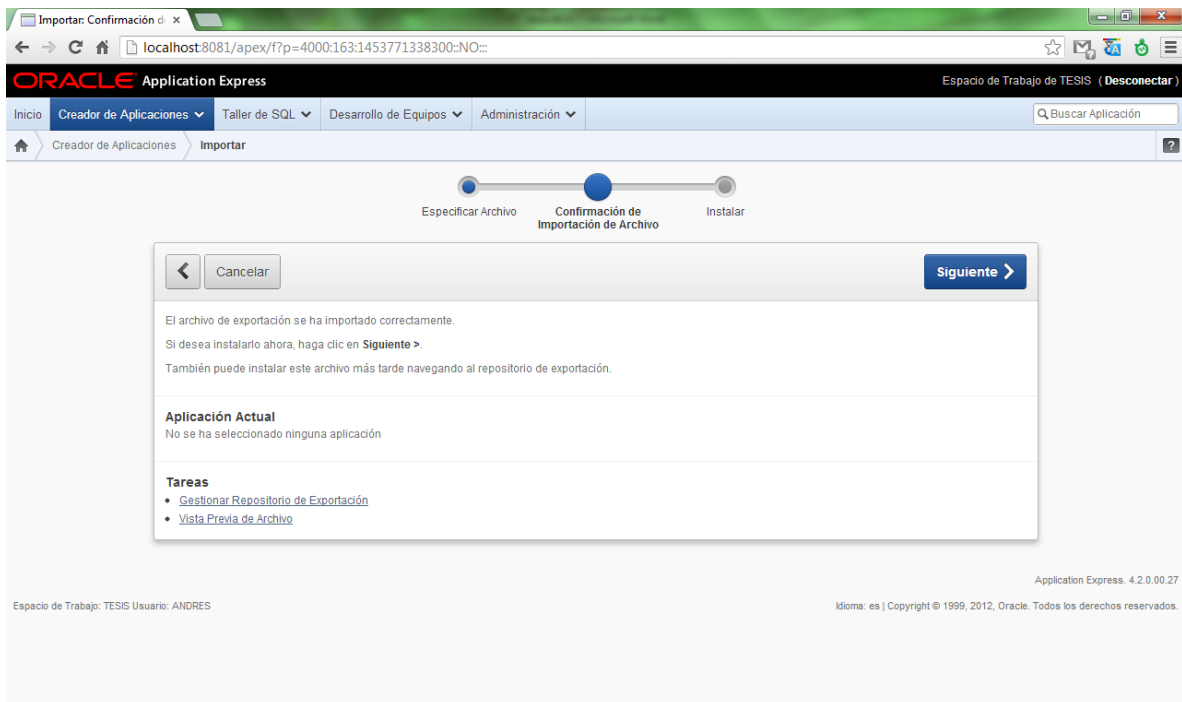 Importar: Confirmación d
localhost:8081/apex/f?p=4000:163:1453771338300::NO:::
ORACLE Application Express
Espacio de Trabajo de TESIS ( Desconectar )
Inicio Creador de Aplicaciones Taller de SQL Desarrollo de Equipos Administración
Buscar Aplicación
Creador de Aplicaciones Importar
?
Especificar Archivo
Confirmación de
Importación de Archivo
Instalar
Cancelar
Siguiente
El archivo de exportación se ha importado correctamente.
Si desea instalarlo ahora, haga clic en Siguiente >.
También puede instalar este archivo más tarde navegando al repositorio de exportación.
Aplicación Actual
No se ha seleccionado ninguna aplicación
Tareas
• Gestionar Repositorio de Exportación
• Vista Previa de Archivo
Application Express. 4.2.0.00.27
Espacio de Trabajo: TESIS Usuario: ANDRES
Idioma: es | Copyright © 1999, 2012, Oracle. Todos los derechos reservados.